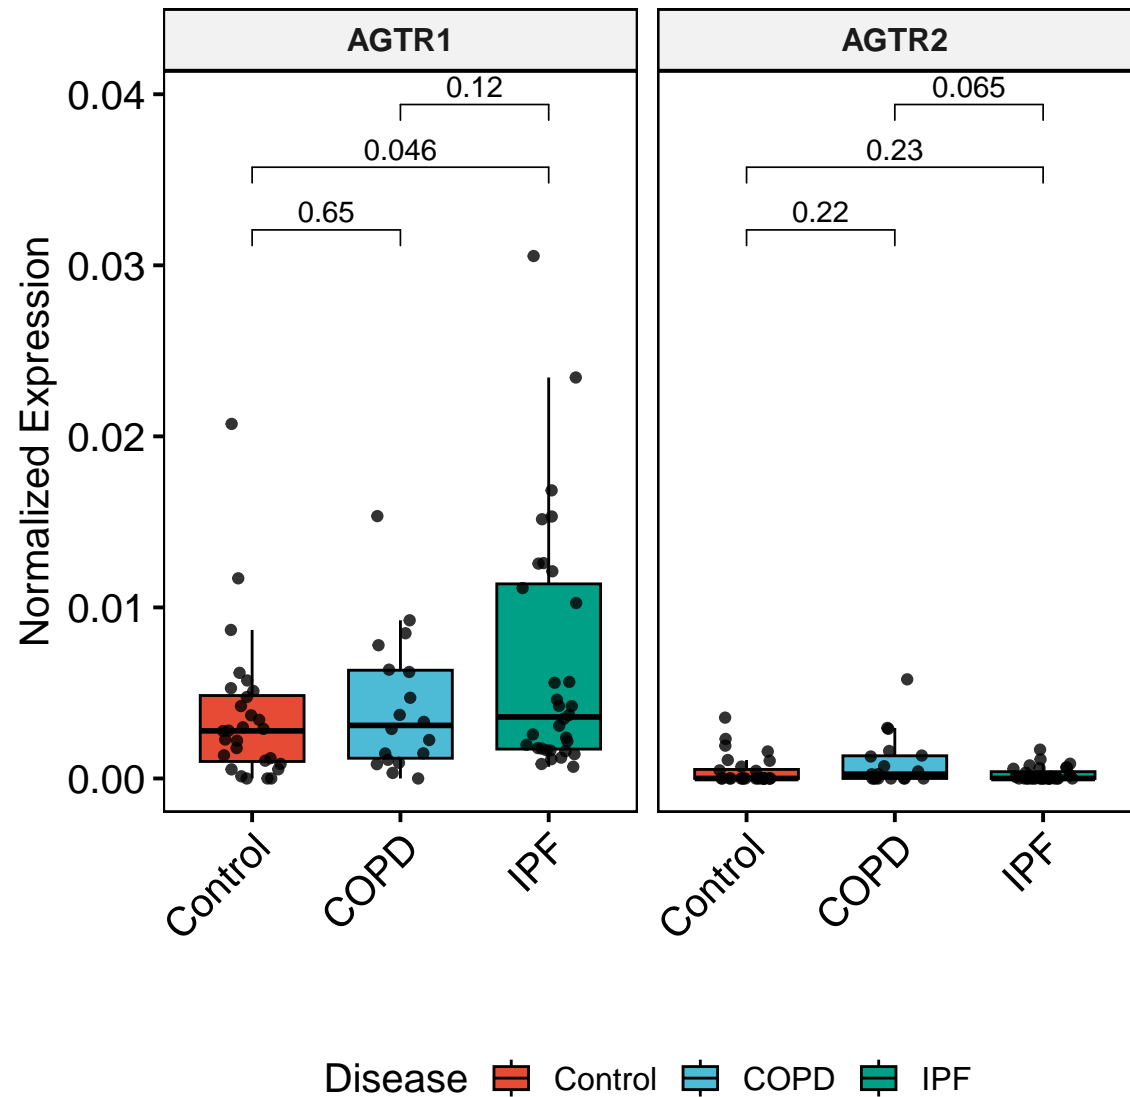 AGTR1
AGTR2
Normalized Expression
0.04
0.03
0.02
0.01
0.00
0.12
0.046
0.65
0.065
0.23
0.22
Control
COPD
IPF
Control
COPD
IPF
Disease Control COPD IPF